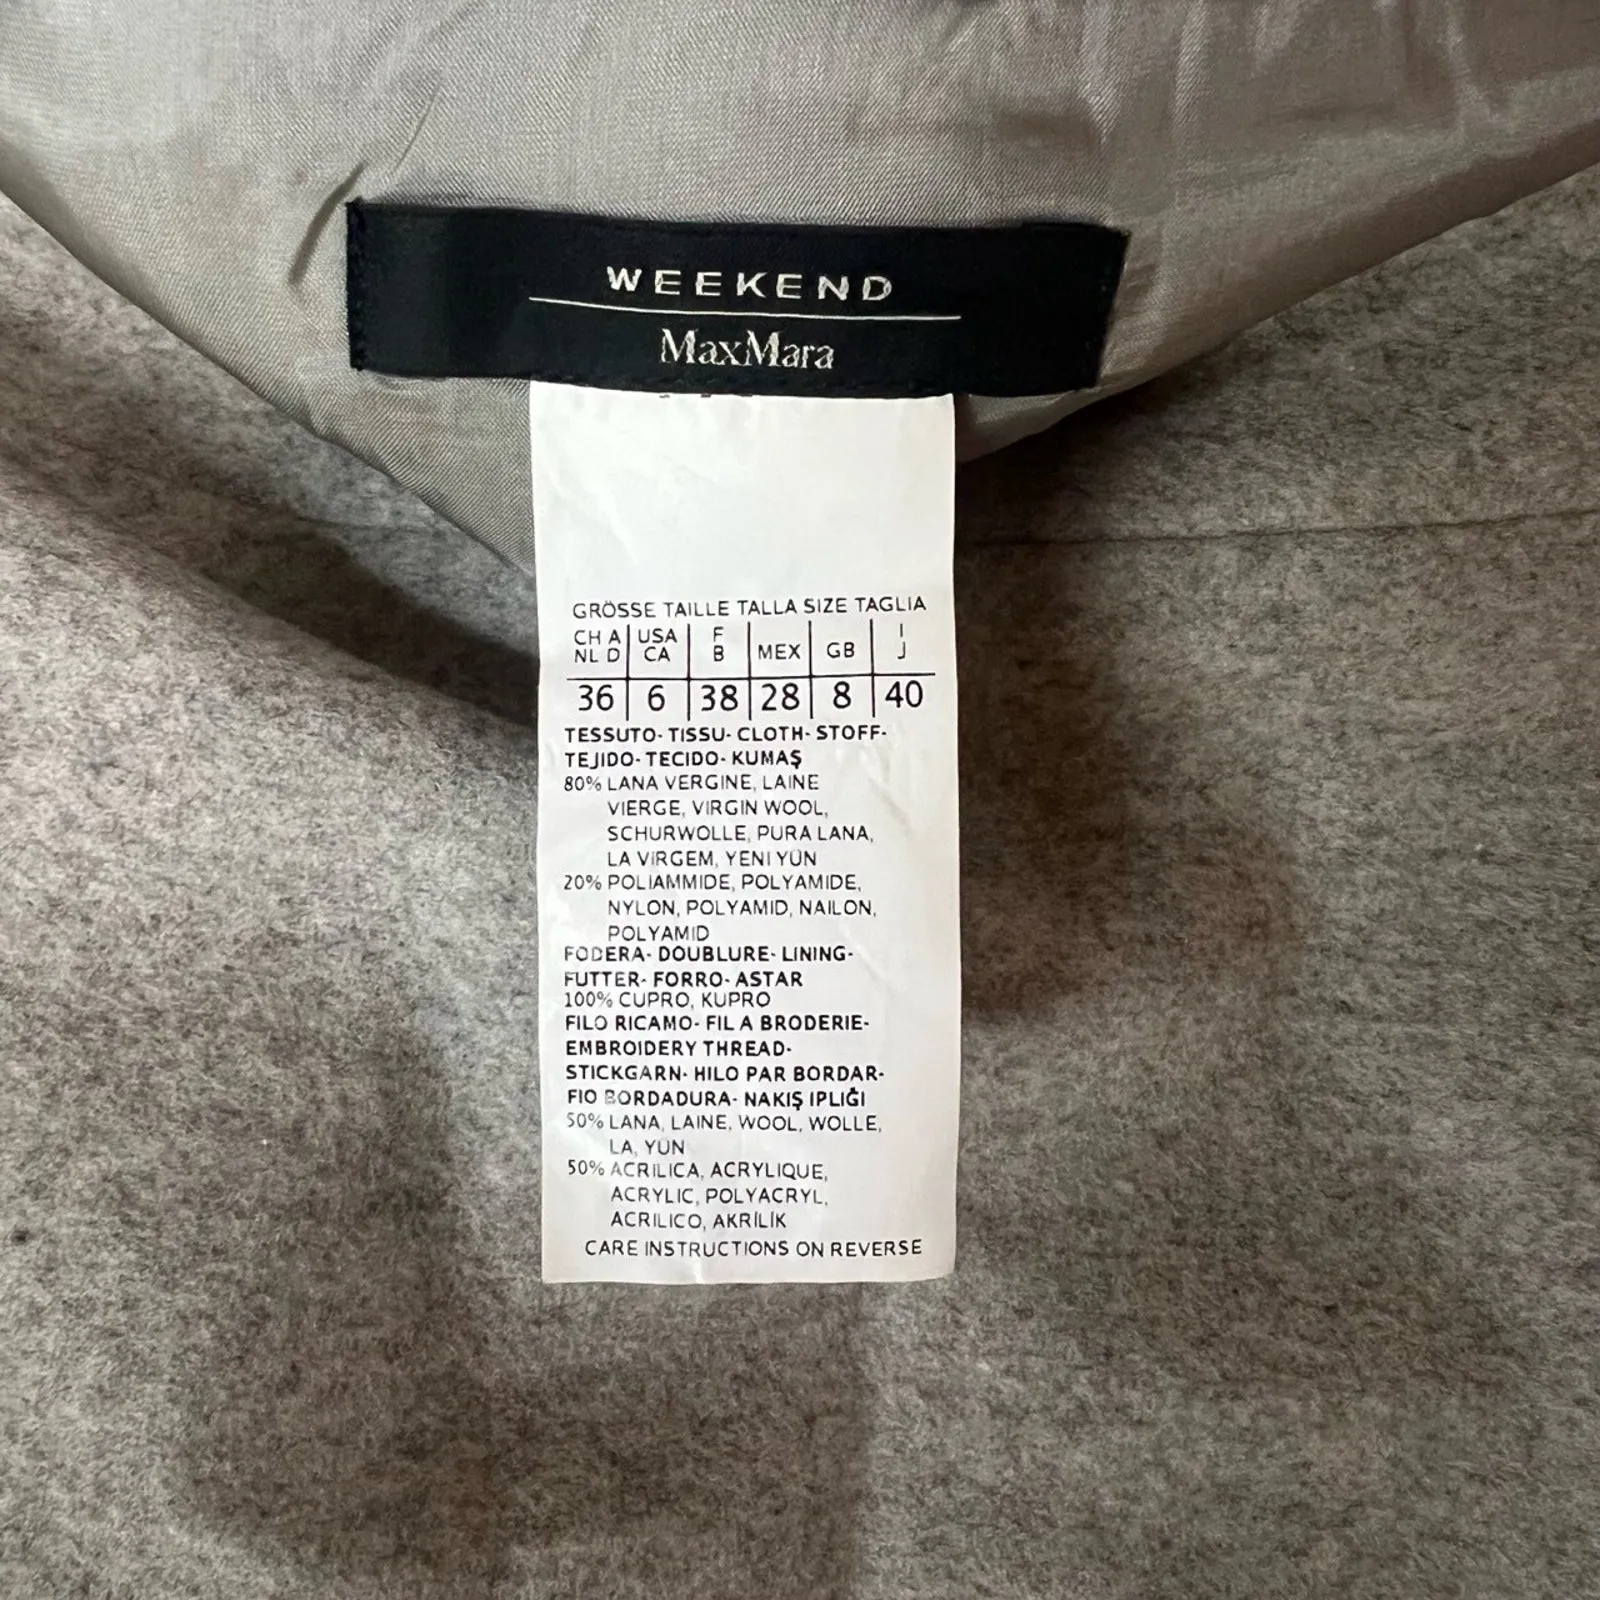 WEEKEND
MaxMara
GRÖSSE TAILLE TALLA SIZE TAGLIA
CH A NL D | USA CA | F B | MEX | GB | I J
36 | 6 | 38 | 28 | 8 | 40
TESSUTO- TISSU- CLOTH- STOFF-
TEJIDO- TECIDO- KUMAŞ
80% LANA VERGINE, LAINE
VIERGE, VIRGIN WOOL,
SCHURWOLLE, PURA LANA,
LA VIRGEM, YENI YÜN
20% POLIAMMIDE, POLYAMIDE,
NYLON, POLYAMID, NAILON,
POLYAMID
FODERA- DOUBLURE- LINING-
FUTTER- FORRO- ASTAR
100% CUPRO, KUPRO
FILO RICAMO- FIL A BRODERIE-
EMBROIDERY THREAD-
STICKGARN- HILO PAR BORDAR-
FIO BORDADURA- NAKIŞ IPLIĞI
50% LANA, LAINE, WOOL, WOLLE,
LA, YÜN
50% ACRILICA, ACRYLIQUE,
ACRYLIC, POLYACRYL,
ACRILICO, AKRİLİK
CARE INSTRUCTIONS ON REVERSE